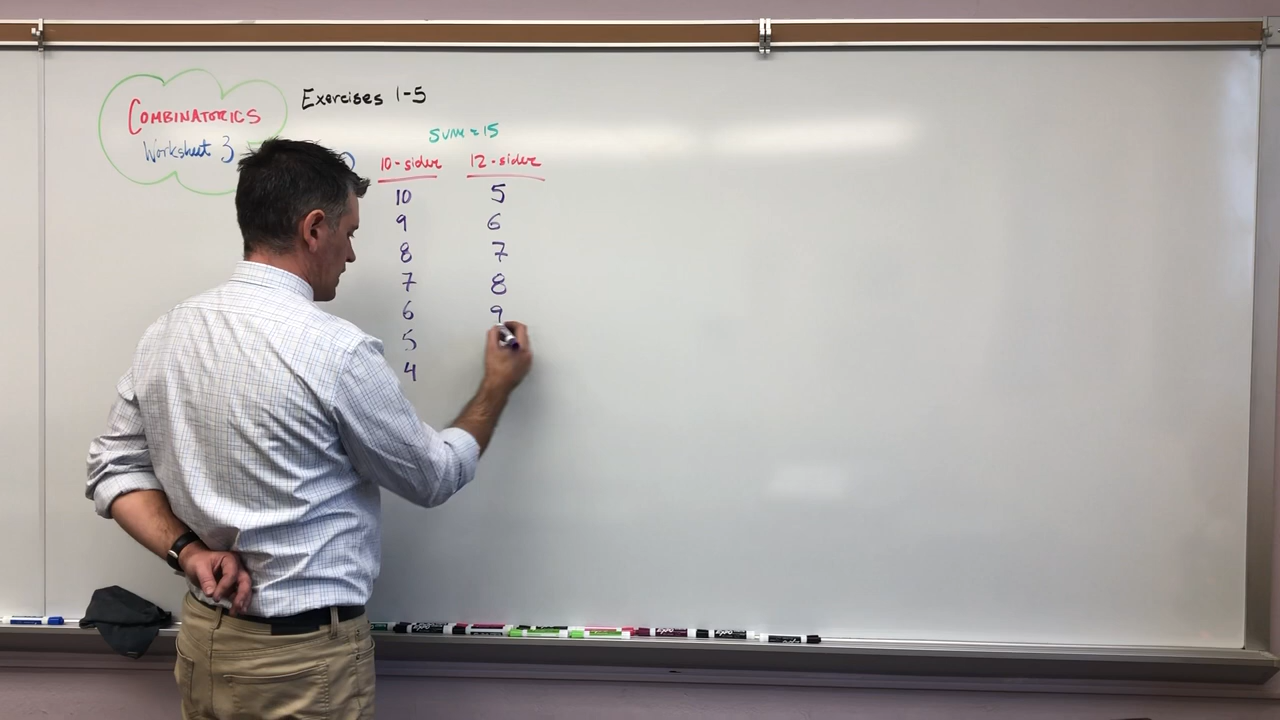 COMBINATORICS
Worksheet 3
Exercises 1-5
SUM = 15
10-sider 12-sider
10 5
9 6
8 7
7 8
6 9
5
4